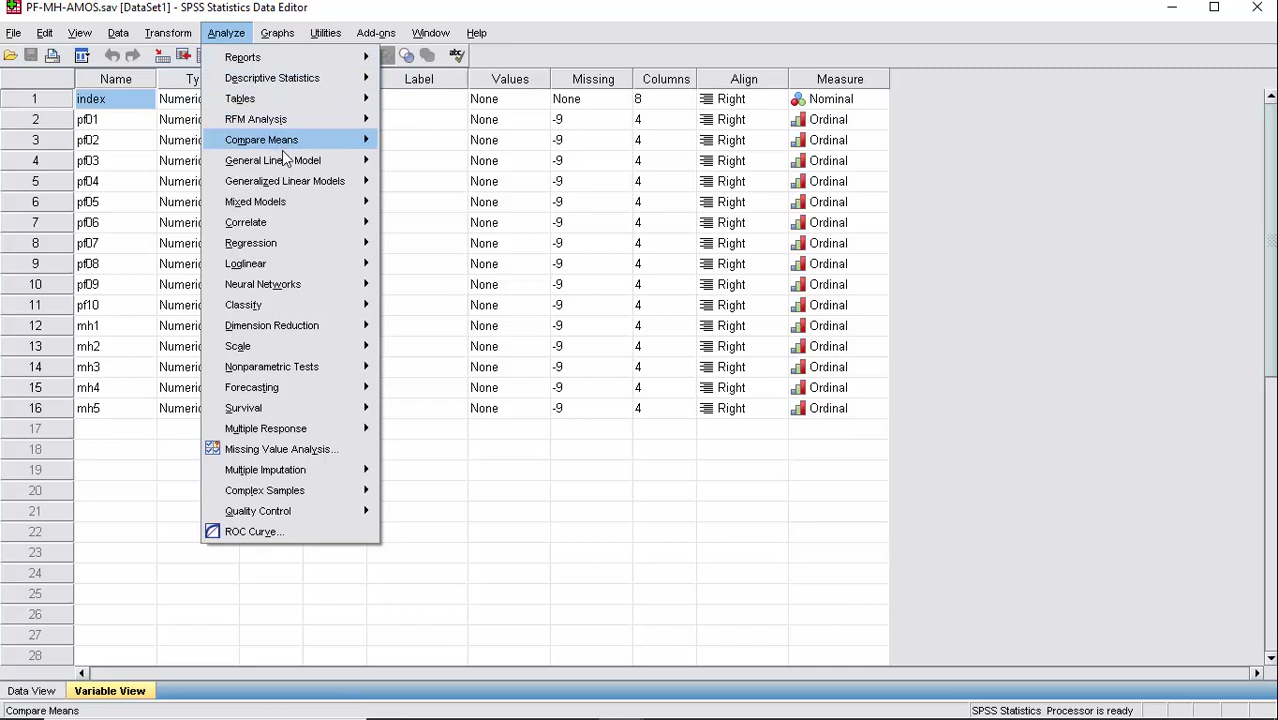 PF-MH-AMOS.sav [DataSet1] - SPSS Statistics Data Editor
File Edit View Data Transform Analyze Graphs Utilities Add-ons Window Help
Name Ty Label Values Missing Columns Align Measure
1 index Numeric None None 8 Right Nominal
2 pf01 Numeric None -9 4 Right Ordinal
3 pf02 Numeric None -9 4 Right Ordinal
4 pf03 Numeric None -9 4 Right Ordinal
5 pf04 Numeric None -9 4 Right Ordinal
6 pf05 Numeric None -9 4 Right Ordinal
7 pf06 Numeric None -9 4 Right Ordinal
8 pf07 Numeric None -9 4 Right Ordinal
9 pf08 Numeric None -9 4 Right Ordinal
10 pf09 Numeric None -9 4 Right Ordinal
11 pf10 Numeric None -9 4 Right Ordinal
12 mh1 Numeric None -9 4 Right Ordinal
13 mh2 Numeric None -9 4 Right Ordinal
14 mh3 Numeric None -9 4 Right Ordinal
15 mh4 Numeric None -9 4 Right Ordinal
16 mh5 Numeric None -9 4 Right Ordinal
17
18
19
20
21
22
23
24
25
26
27
28
Reports
Descriptive Statistics
Tables
RFM Analysis
Compare Means
General Linear Model
Generalized Linear Models
Mixed Models
Correlate
Regression
Loglinear
Neural Networks
Classify
Dimension Reduction
Scale
Nonparametric Tests
Forecasting
Survival
Multiple Response
Missing Value Analysis...
Multiple Imputation
Complex Samples
Quality Control
ROC Curve...
Data View Variable View
Compare Means SPSS Statistics Processor is ready